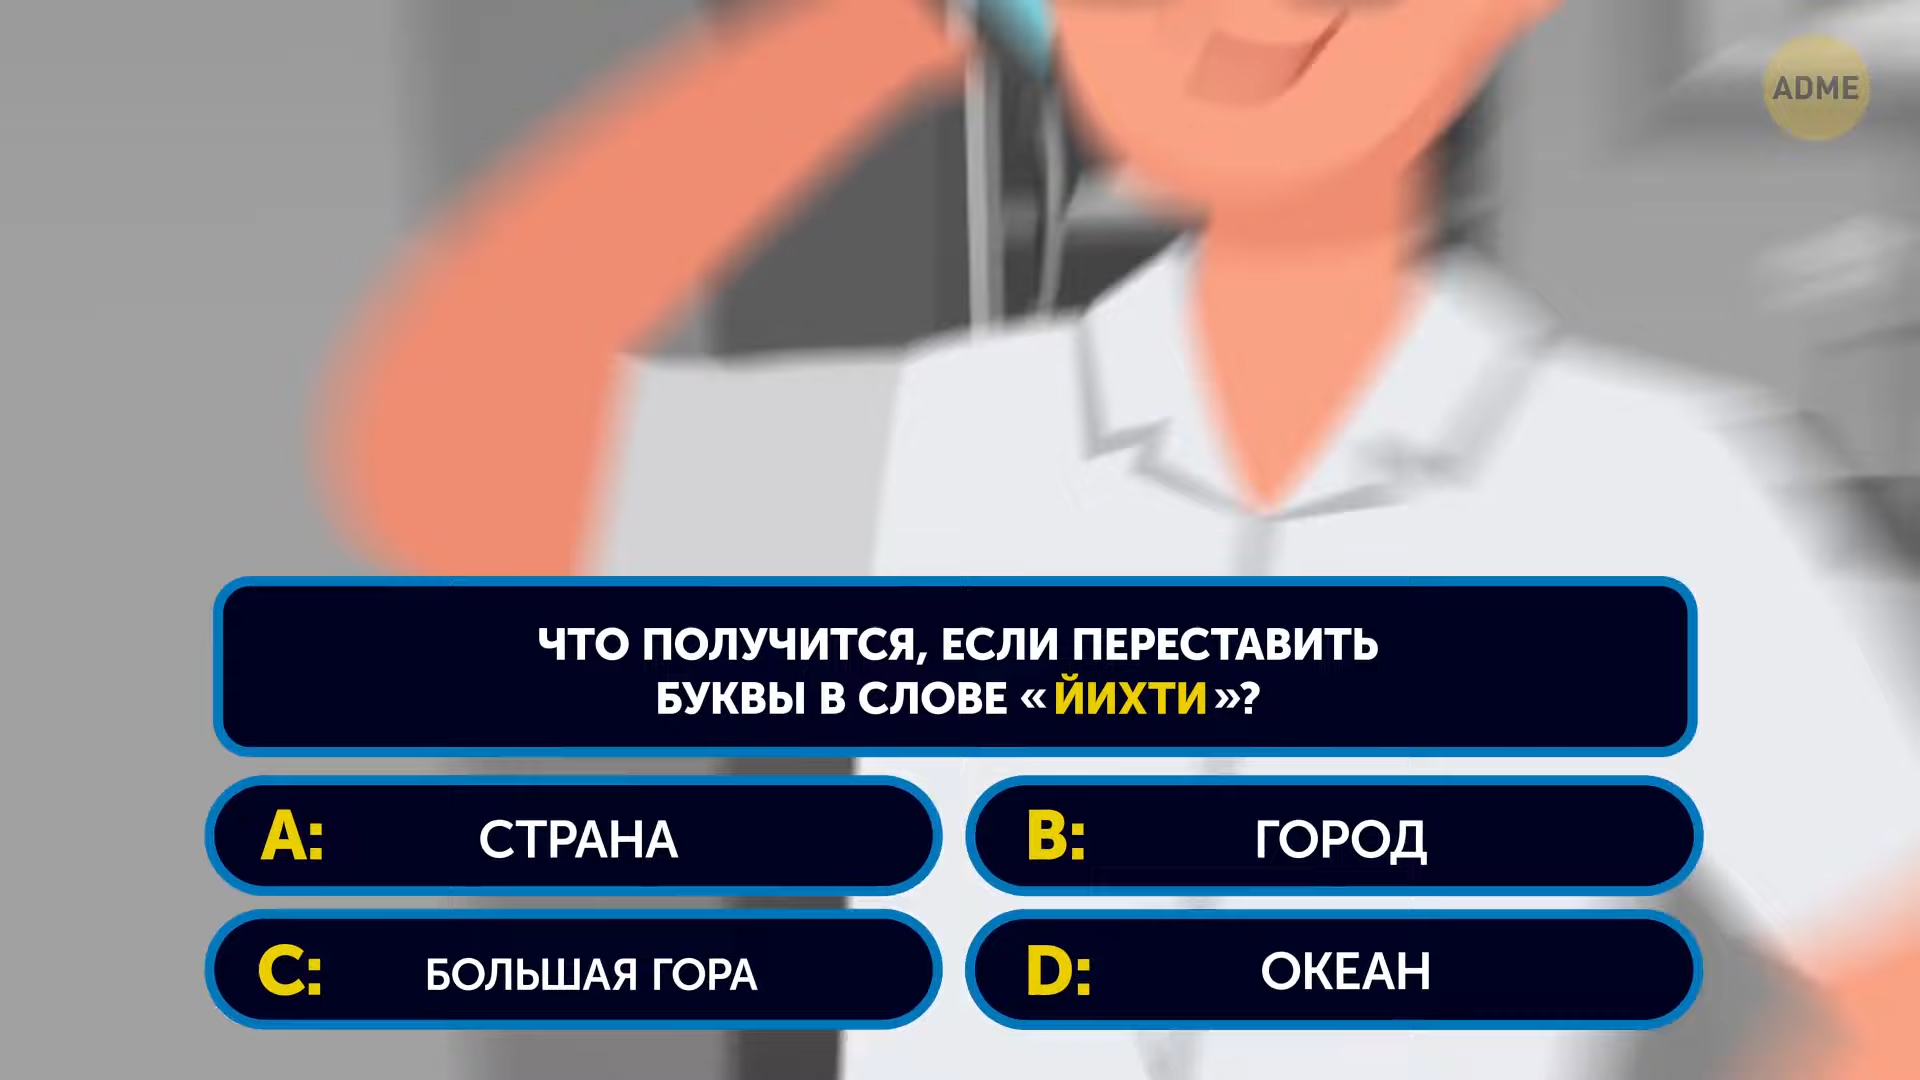 ADME
ЧТО ПОЛУЧИТСЯ, ЕСЛИ ПЕРЕСТАВИТЬ
БУКВЫ В СЛОВЕ «ЙИХТИ»?
A: СТРАНА
B: ГОРОД
C: БОЛЬШАЯ ГОРА
D: ОКЕАН